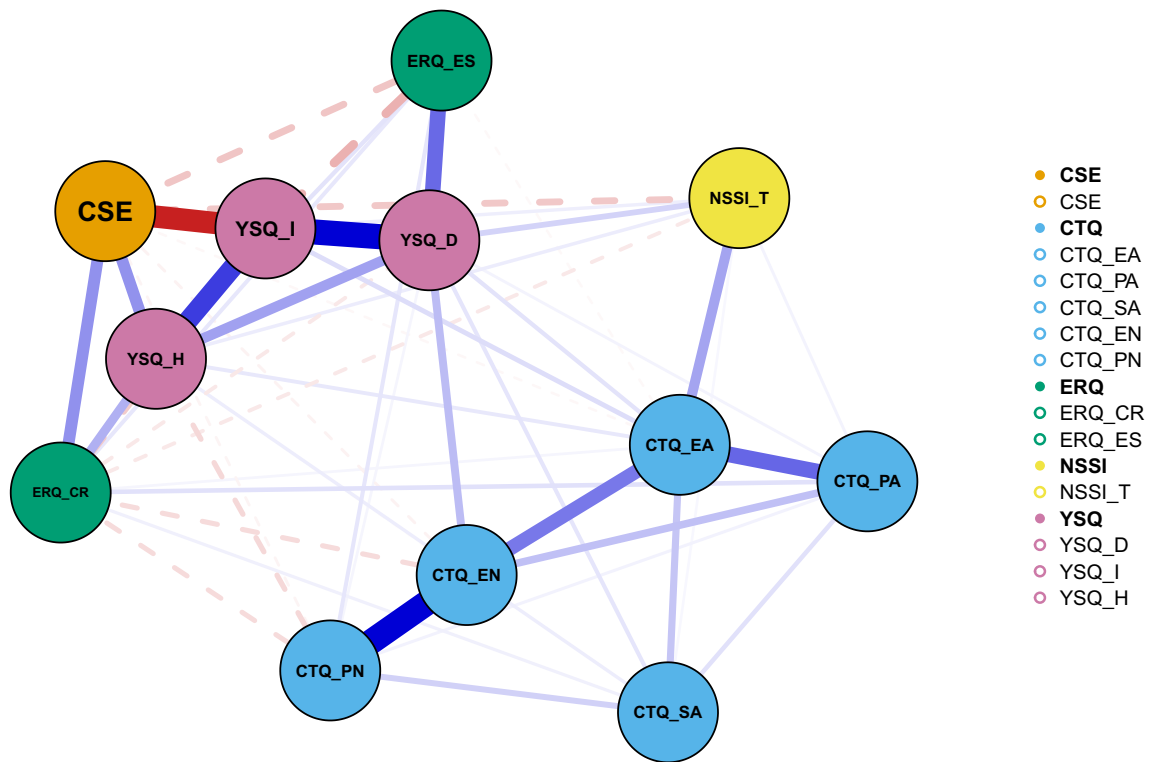 ERQ_ES
NSSI_T
CSE
YSQ_I
YSQ_D
YSQ_H
CTQ_EA
CTQ_PA
ERQ_CR
CTQ_EN
CTQ_PN
CTQ_SA
CSE
CSE
CTQ
CTQ_EA
CTQ_PA
CTQ_SA
CTQ_EN
CTQ_PN
ERQ
ERQ_CR
ERQ_ES
NSSI
NSSI_T
YSQ
YSQ_D
YSQ_I
YSQ_H